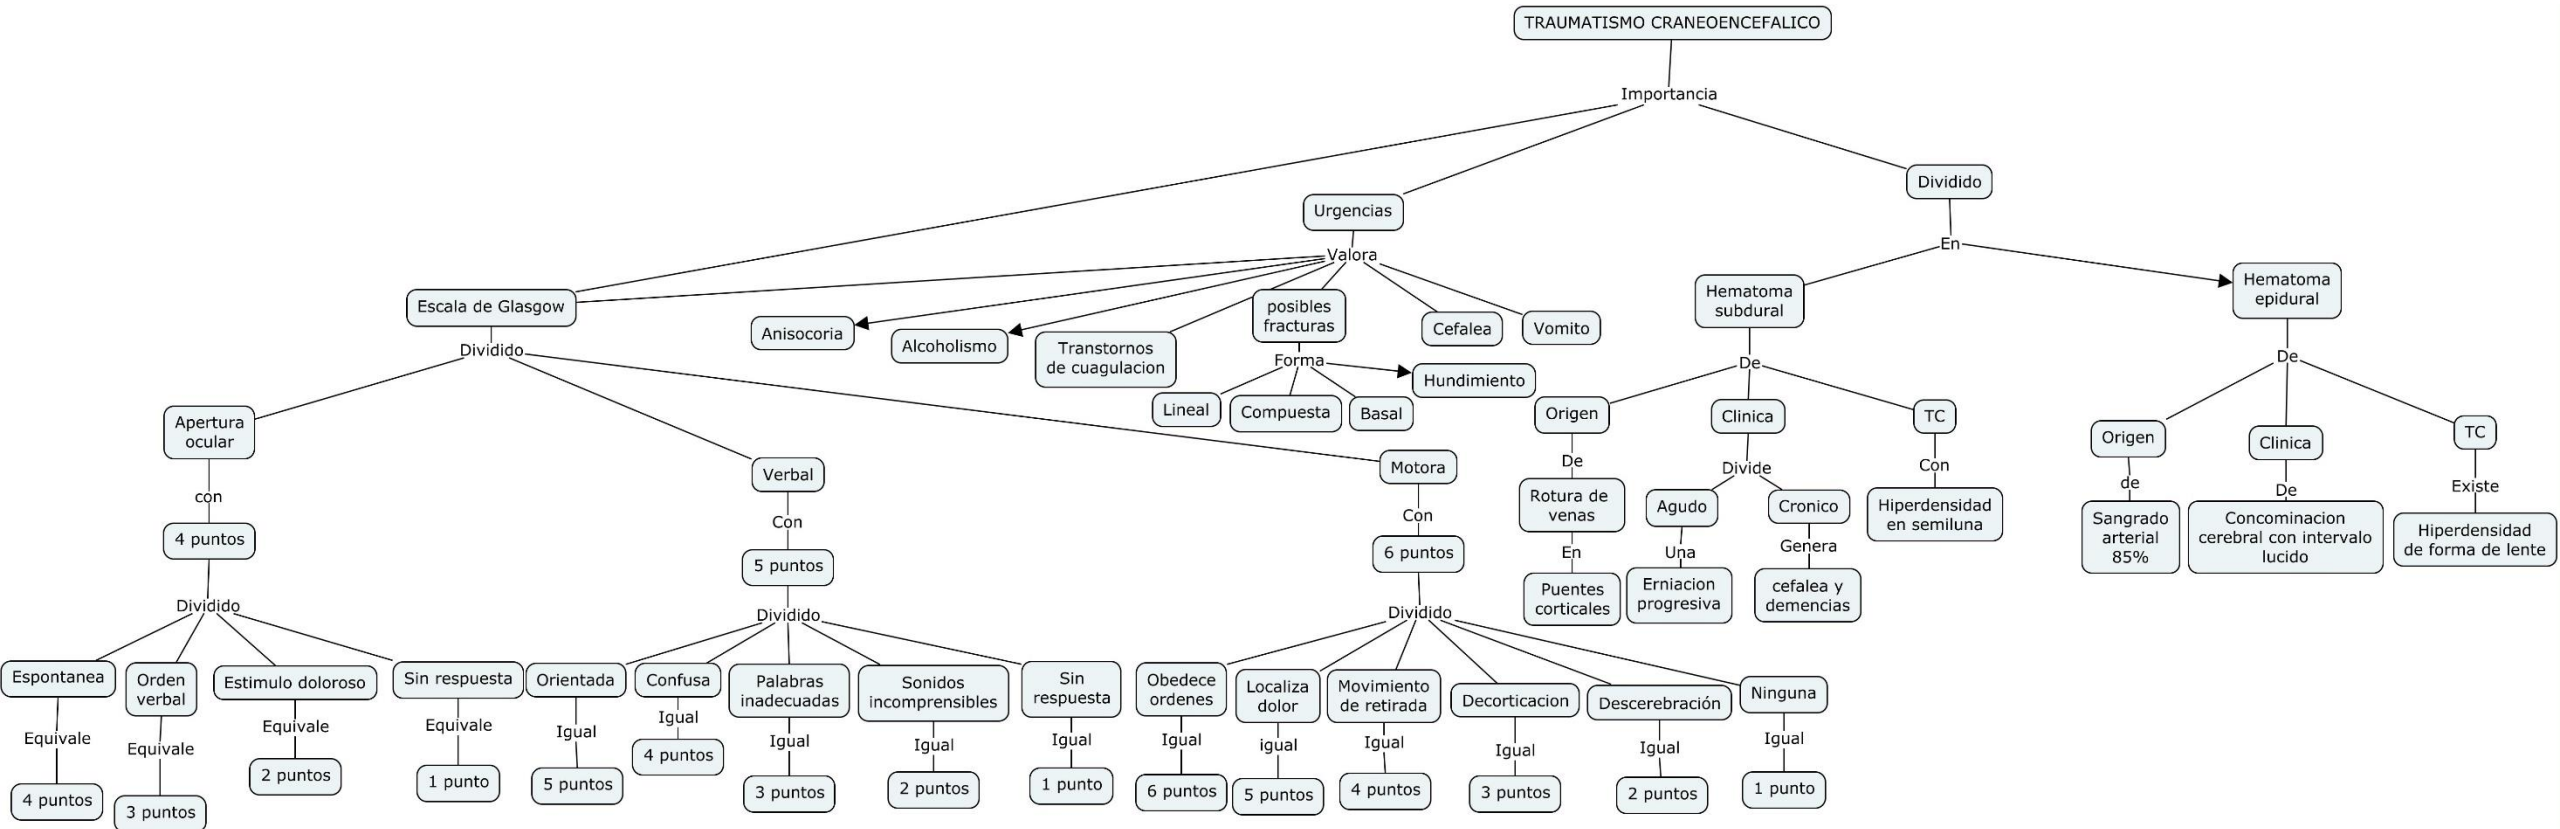 TRAUMATISMO CRANEOENCEFALICO
Importancia
Dividido
Urgencias
En
Valora
Escala de Glasgow
Dividido
Anisocoria
Alcoholismo
Transtornos
de cuagulacion
posibles
fracturas
Cefalea
Vomito
Forma
Lineal
Compuesta
Basal
Hundimiento
Hematoma
subdural
De
Origen
De
Rotura de
venas
En
Puentes
corticales
Clinica
Divide
Agudo
Una
Erniacion
progresiva
Cronico
Genera
cefalea y
demencias
TC
Con
Hiperdensidad
en semiluna
Hematoma
epidural
De
Origen
de
Sangrado
arterial
85%
Clinica
De
Concominacion
cerebral con intervalo
lucido
TC
Existe
Hiperdensidad
de forma de lente
Apertura
ocular
con
4 puntos
Dividido
Espontanea
Equivale
4 puntos
Orden
verbal
Equivale
3 puntos
Estimulo doloroso
Equivale
2 puntos
Sin respuesta
Equivale
1 punto
Verbal
Con
5 puntos
Dividido
Orientada
Igual
5 puntos
Confusa
Igual
4 puntos
Palabras
inadecuadas
Igual
3 puntos
Sonidos
incomprensibles
Igual
2 puntos
Sin
respuesta
Igual
1 punto
Motora
Con
6 puntos
Dividido
Obedece
ordenes
Igual
6 puntos
Localiza
dolor
igual
5 puntos
Movimiento
de retirada
Igual
4 puntos
Decorticacion
Igual
3 puntos
Descerebración
Igual
2 puntos
Ninguna
Igual
1 punto